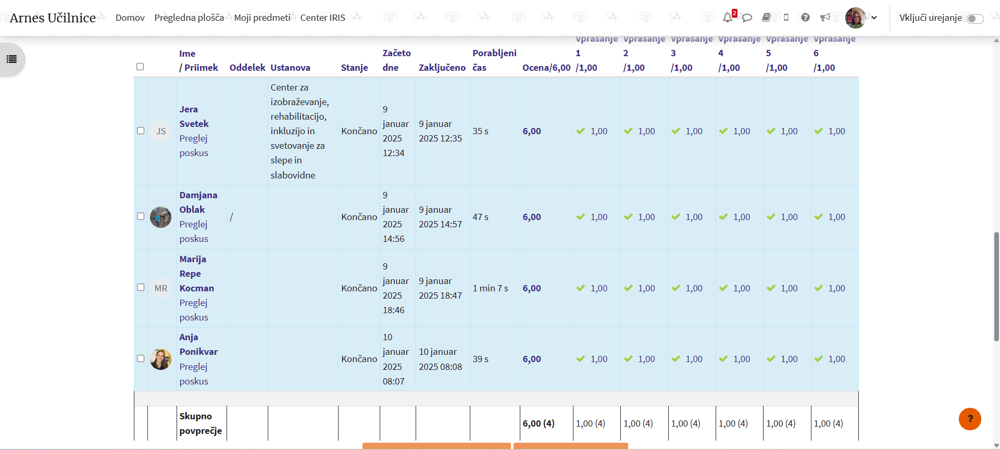 Arnes Učilnice Domov Pregledna plošča Moji predmeti Center IRIS 2 Vključi urejanje
Vprašanje Vprašanje Vprašanje Vprašanje Vprašanje Vprašanje
Ime Začeto Porabljeni 1 2 3 4 5 6
/ Priimek Oddelek Ustanova Stanje dne Zaključeno čas Ocena/6,00 /1,00 /1,00 /1,00 /1,00 /1,00 /1,00
Center za
izobraževanje,
rehabilitacijo,
inkluzijo in
svetovanje za
slepe in
slabovidne
JS
Jera
Svetek
Preglej
poskus
Končano
9
januar
2025
12:34
9 januar
2025 12:35
35 s
6,00
1,00 1,00 1,00 1,00 1,00 1,00
Damjana
Oblak
Preglej
poskus
/
Končano
9
januar
2025
14:56
9 januar
2025 14:57
47 s
6,00
1,00 1,00 1,00 1,00 1,00 1,00
MR
Marija
Repe
Kocman
Preglej
poskus
Končano
9
januar
2025
18:46
9 januar
2025 18:47
1 min 7 s
6,00
1,00 1,00 1,00 1,00 1,00 1,00
Anja
Ponikvar
Preglej
poskus
Končano
10
januar
2025
08:07
10 januar
2025 08:08
39 s
6,00
1,00 1,00 1,00 1,00 1,00 1,00
Skupno
povprečje
6,00 (4) 1,00 (4) 1,00 (4) 1,00 (4) 1,00 (4) 1,00 (4) 1,00 (4)
?